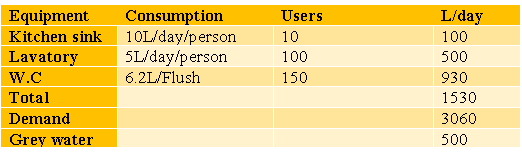 Equipment Consumption Users L/day
Kitchen sink 10L/day/person 10 100
Lavatory 5L/day/person 100 500
W.C 6.2L/Flush 150 930
Total 1530
Demand 3060
Grey water 500